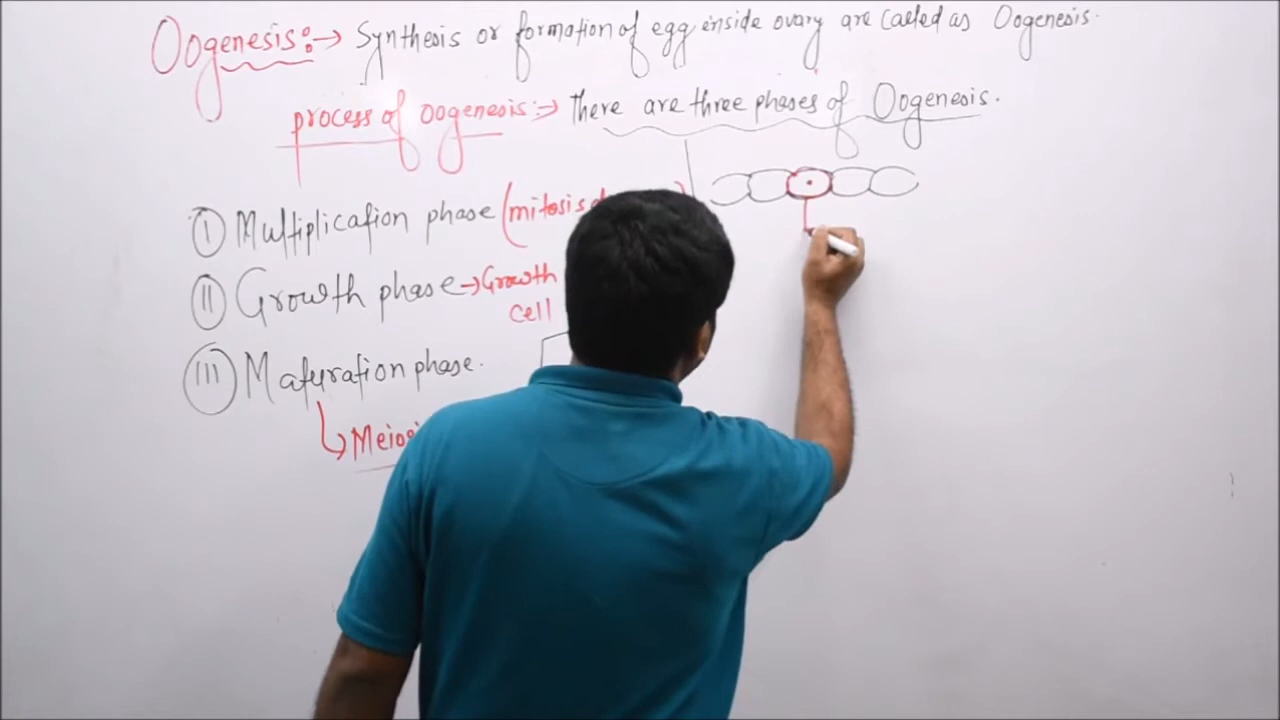 Oogenesis:→ Synthesis or formation of egg inside ovary are called as Oogenesis.
process of oogenesis:→ There are three phases of Oogenesis.
I Multiplication phase (mitosis
II Growth phase→Growth
cell
III Maturation phase.